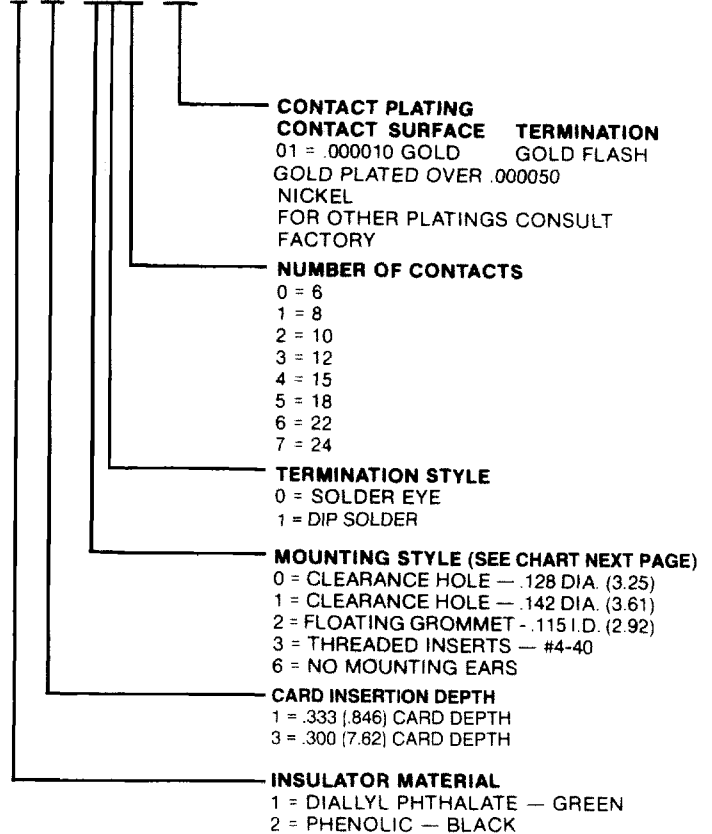 CONTACT PLATING
CONTACT SURFACE TERMINATION
01 = .000010 GOLD GOLD FLASH
GOLD PLATED OVER .000050
NICKEL
FOR OTHER PLATINGS CONSULT
FACTORY
NUMBER OF CONTACTS
0 = 6
1 = 8
2 = 10
3 = 12
4 = 15
5 = 18
6 = 22
7 = 24
TERMINATION STYLE
0 = SOLDER EYE
1 = DIP SOLDER
MOUNTING STYLE (SEE CHART NEXT PAGE)
0 = CLEARANCE HOLE — .128 DIA. (3.25)
1 = CLEARANCE HOLE — .142 DIA. (3.61)
2 = FLOATING GROMMET - .115 I.D. (2.92)
3 = THREADED INSERTS — #4-40
6 = NO MOUNTING EARS
CARD INSERTION DEPTH
1 = .333 (.846) CARD DEPTH
3 = .300 (7.62) CARD DEPTH
INSULATOR MATERIAL
1 = DIALLYL PHTHALATE — GREEN
2 = PHENOLIC — BLACK